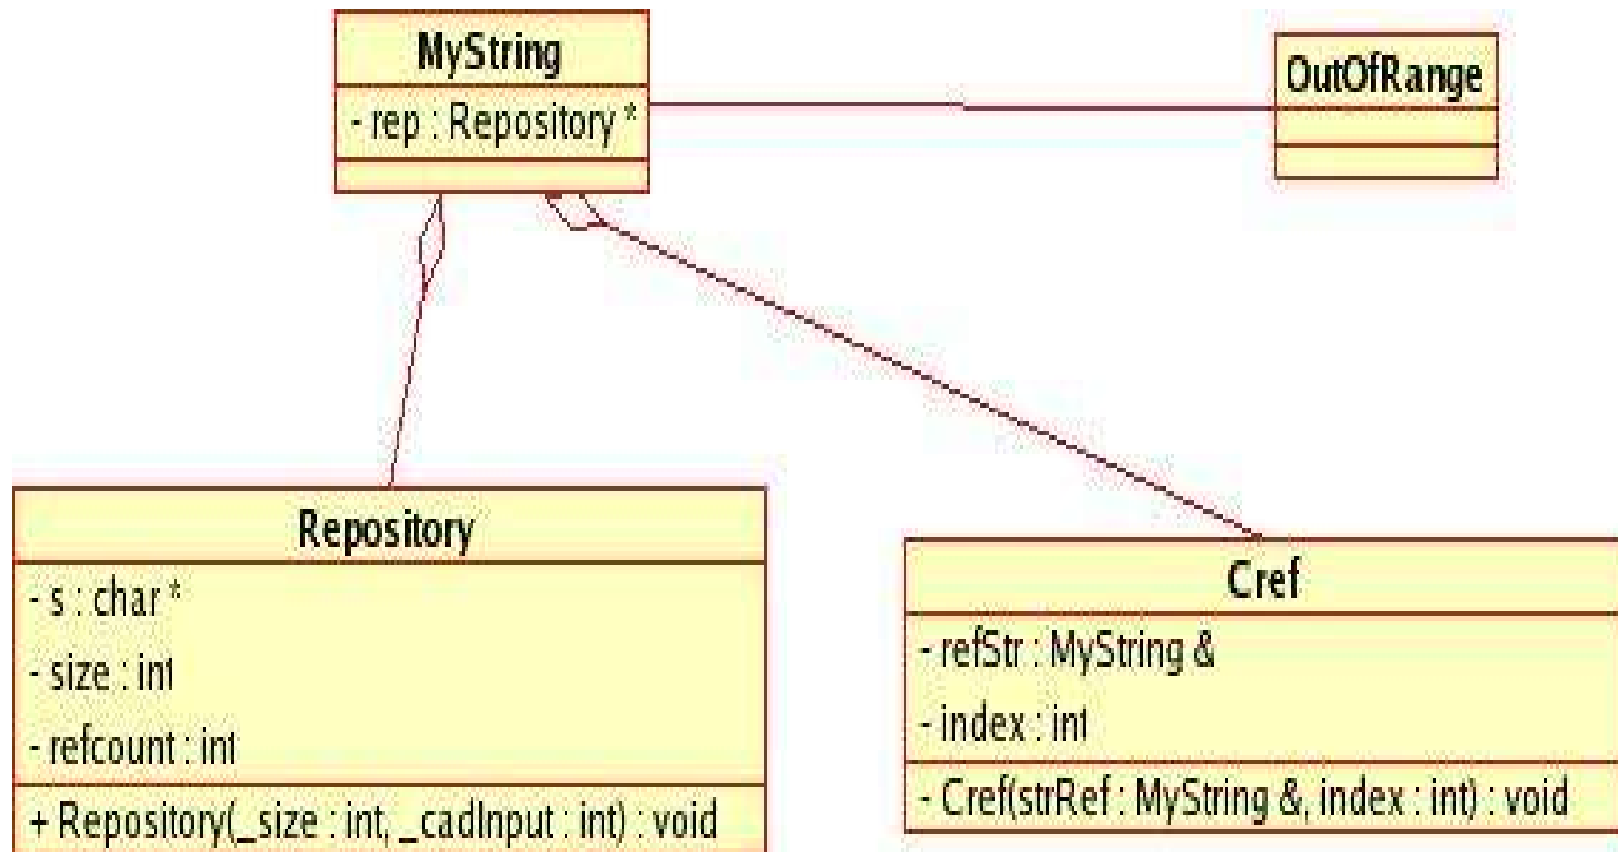 MyString
- rep : Repository *
OutOfRange
Repository
- s : char *
- size : int
- refcount : int
+ Repository(_size : int, _cadInput : int) : void
Cref
- refStr : MyString &
- index : int
- Cref(strRef : MyString &, index : int) : void